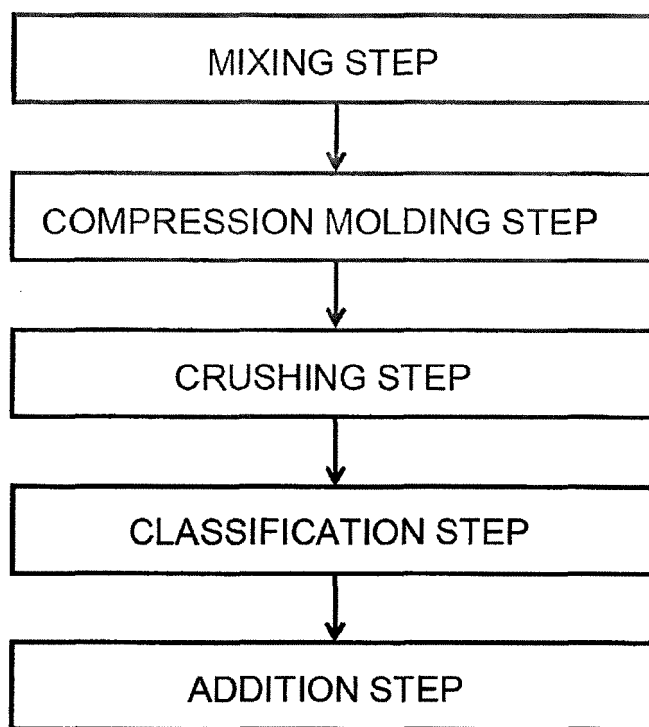 MIXING STEP
COMPRESSION MOLDING STEP
CRUSHING STEP
CLASSIFICATION STEP
ADDITION STEP